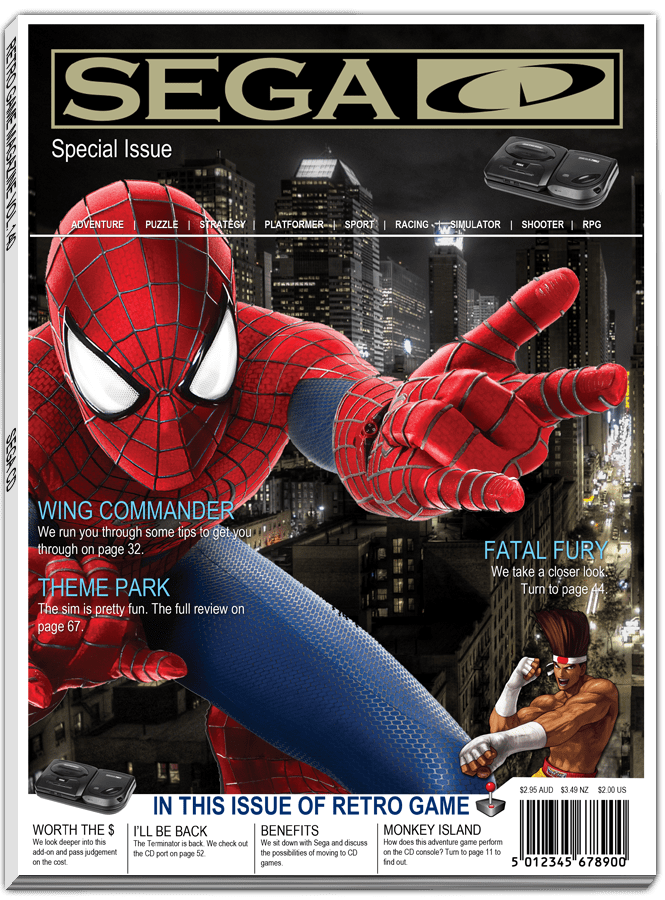 SEGA CD
Special Issue
ADVENTURE | PUZZLE | STRATEGY | PLATFORMER | SPORT | RACING | SIMULATOR | SHOOTER | RPG
WING COMMANDER
We run you through some tips to get you
through on page 32.
THEME PARK
The sim is pretty fun. The full review on
page 67.
FATAL FURY
We take a closer look.
Turn to page 44.
IN THIS ISSUE OF RETRO GAME
WORTH THE $
We look deeper into this
add-on and pass judgement
on the cost.
I'LL BE BACK
The Terminator is back. We check out
the CD port on page 52.
BENEFITS
We sit down with Sega and discuss
the possibilities of moving to CD
games.
MONKEY ISLAND
How does this adventure game perform
on the CD console? Turn to page 11 to
find out.
$2.95 AUD $3.49 NZ $2.00 US
5 012345 678900
SEGA CD